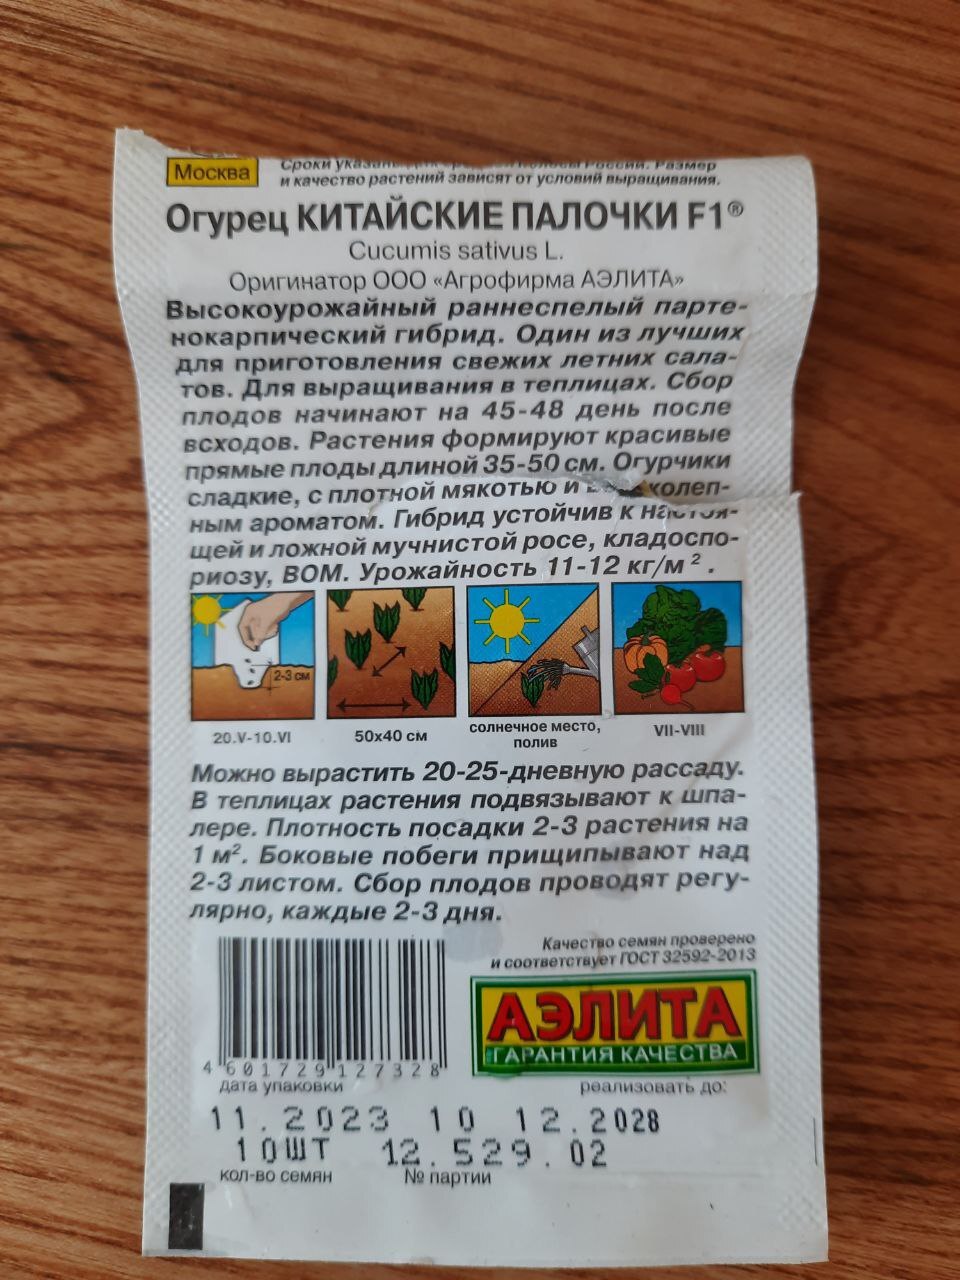 Москва
Сроки указаны для России. Размер
и качество растений зависят от условий выращивания.
Огурец КИТАЙСКИЕ ПАЛОЧКИ F1®
Cucumis sativus L.
Оригинатор ООО «Агрофирма АЭЛИТА»
Высокоурожайный раннеспелый парте-
нокарпический гибрид. Один из лучших
для приготовления свежих летних сала-
тов. Для выращивания в теплицах. Сбор
плодов начинают на 45-48 день после
всходов. Растения формируют красивые
прямые плоды длиной 35-50 см. Огурчики
сладкие, с плотной мякотью и колеп-
ным ароматом. Гибрид устойчив к настоя-
щей и ложной мучнистой росе, кладоспо-
риозу, ВОМ. Урожайность 11-12 кг/м².
2-3 см
20.V-10.VI
50x40 см
солнечное место,
полив
VII-VIII
Можно вырастить 20-25-дневную рассаду.
В теплицах растения подвязывают к шпа-
лере. Плотность посадки 2-3 растения на
1 м². Боковые побеги прищипывают над
2-3 листом. Сбор плодов проводят регу-
лярно, каждые 2-3 дня.
Качество семян проверено
и соответствует ГОСТ 32592-2013
АЭЛИТА
ГАРАНТИЯ КАЧЕСТВА
4 601729 127328
дата упаковки
реализовать до:
11.2023 10 12.2028
10ШТ 12.529.02
кол-во семян
№ партии